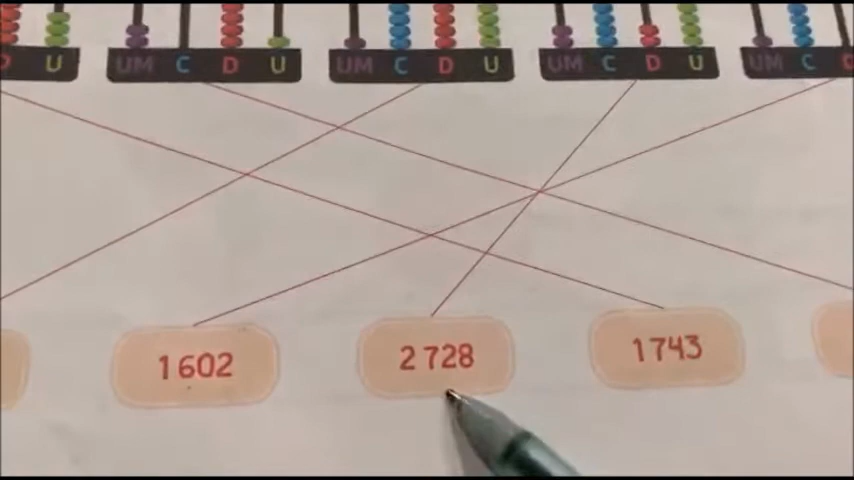 D U
UM C D U
UM C D U
UM C D U
UM C D
1602
2728
1743